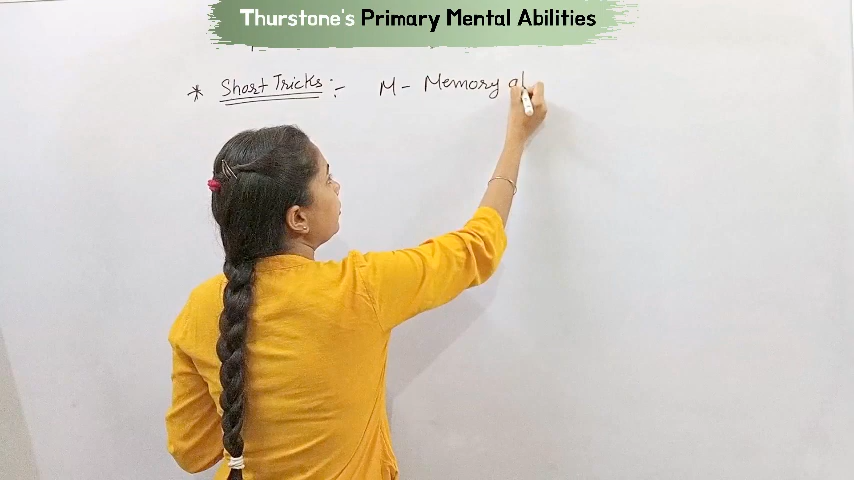 Thurstone's Primary Mental Abilities
* Short Tricks :- M - Memory